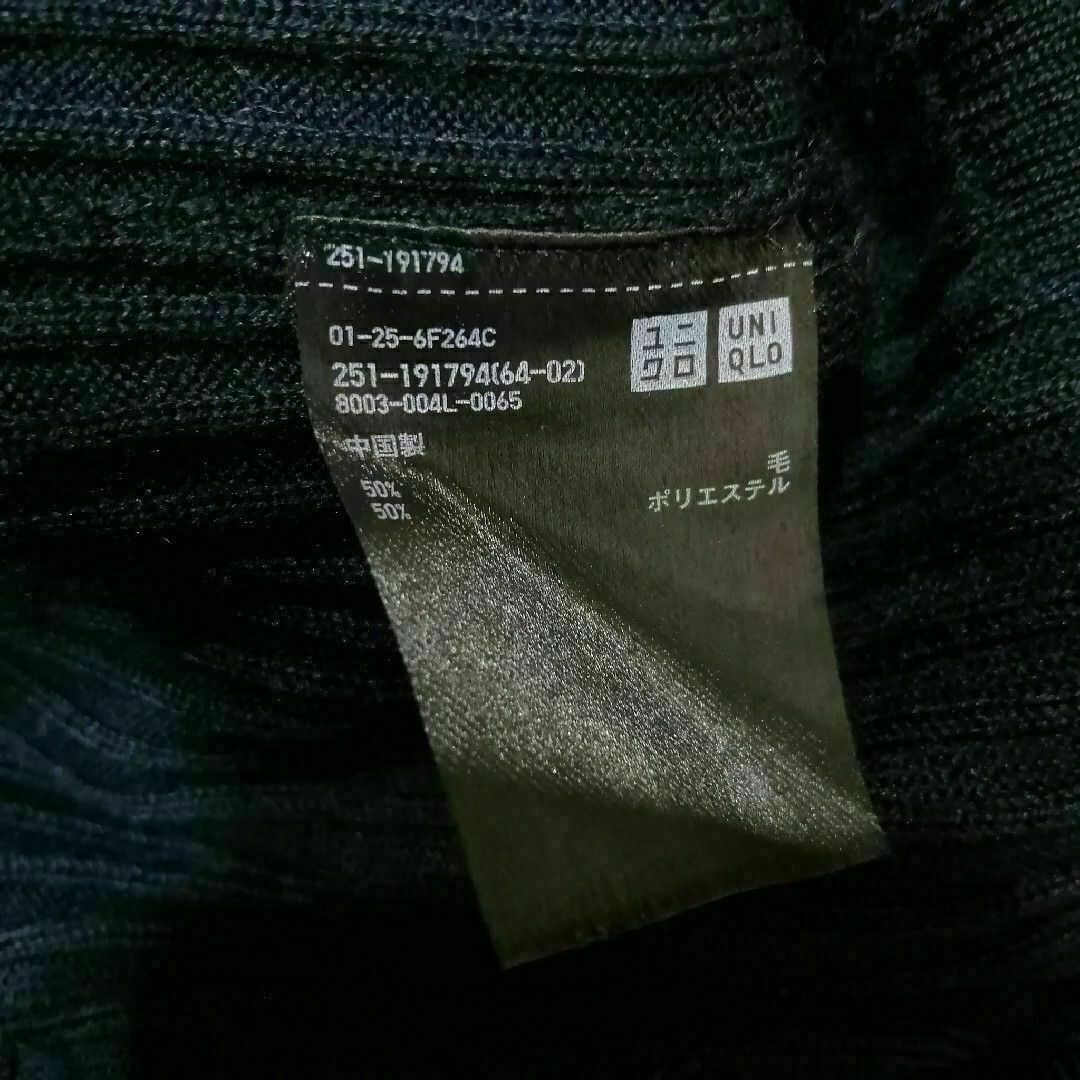 251-191794
01-25-6F264C
251-191794(64-02)
8003-004L-0065
ユニ
クロ
UNI
QLO
中国製
毛 50%
ポリエステル 50%